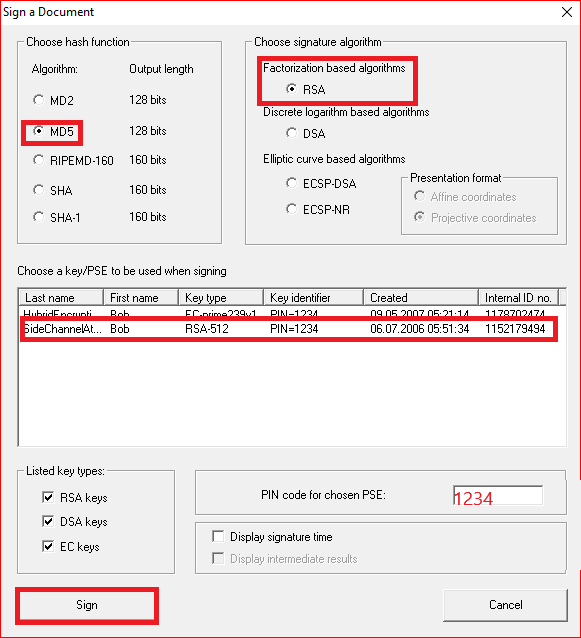 Sign a Document
Choose hash function
Algorithm: Output length
MD2 128 bits
MD5 128 bits
RIPEMD-160 160 bits
SHA 160 bits
SHA-1 160 bits
Choose signature algorithm
Factorization based algorithms
RSA
Discrete logarithm based algorithms
DSA
Elliptic curve based algorithms
ECSP-DSA
ECSP-NR
Presentation format
Affine coordinates
Projective coordinates
Choose a key/PSE to be used when signing
Last name First name Key type Key identifier Created Internal ID no.
HybridEncrypti... Bob EC-prime239v1 PIN=1234 09.05.2007 05:21:14 1178702474
SideChannelAt... Bob RSA-512 PIN=1234 06.07.2006 05:51:34 1152179494
Listed key types:
RSA keys
DSA keys
EC keys
PIN code for chosen PSE: 1234
Display signature time
Display intermediate results
Sign Cancel